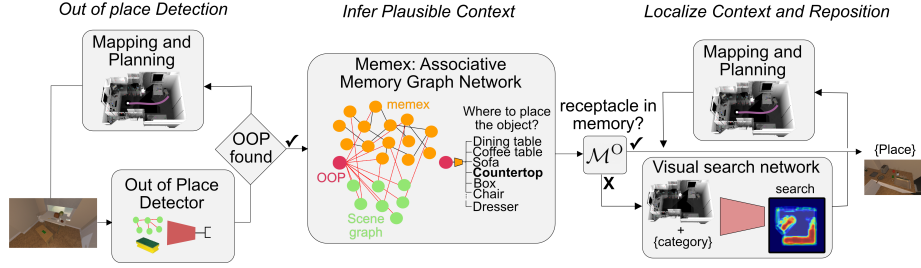 Out of place Detection
Infer Plausible Context
Localize Context and Reposition
Mapping and
Planning
OOP
found
✓
Out of Place
Detector
Memex: Associative
Memory Graph Network
memex
OOP
Scene
graph
Where to place
the object?
Dining table
Coffee table
Sofa
Countertop
Box
Chair
Dresser
receptacle in
memory?
✓
M^O
X
Mapping and
Planning
{Place}
Visual search network
search
+
{category}